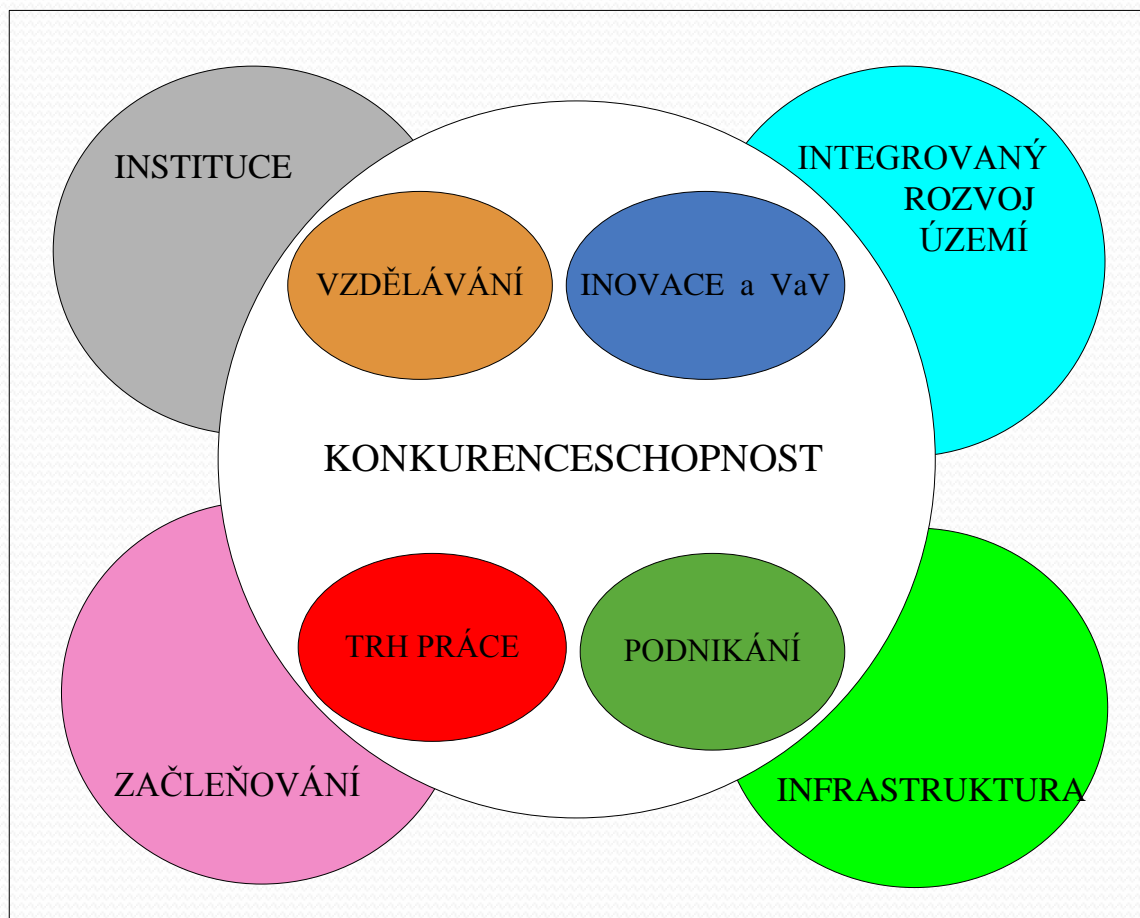 INSTITUCE
INTEGROVANÝ
ROZVOJ
ÚZEMÍ
VZDĚLÁVÁNÍ
INOVACE a VaV
KONKURENCESCHOPNOST
TRH PRÁCE
PODNIKÁNÍ
ZAČLEŇOVÁNÍ
INFRASTRUKTURA